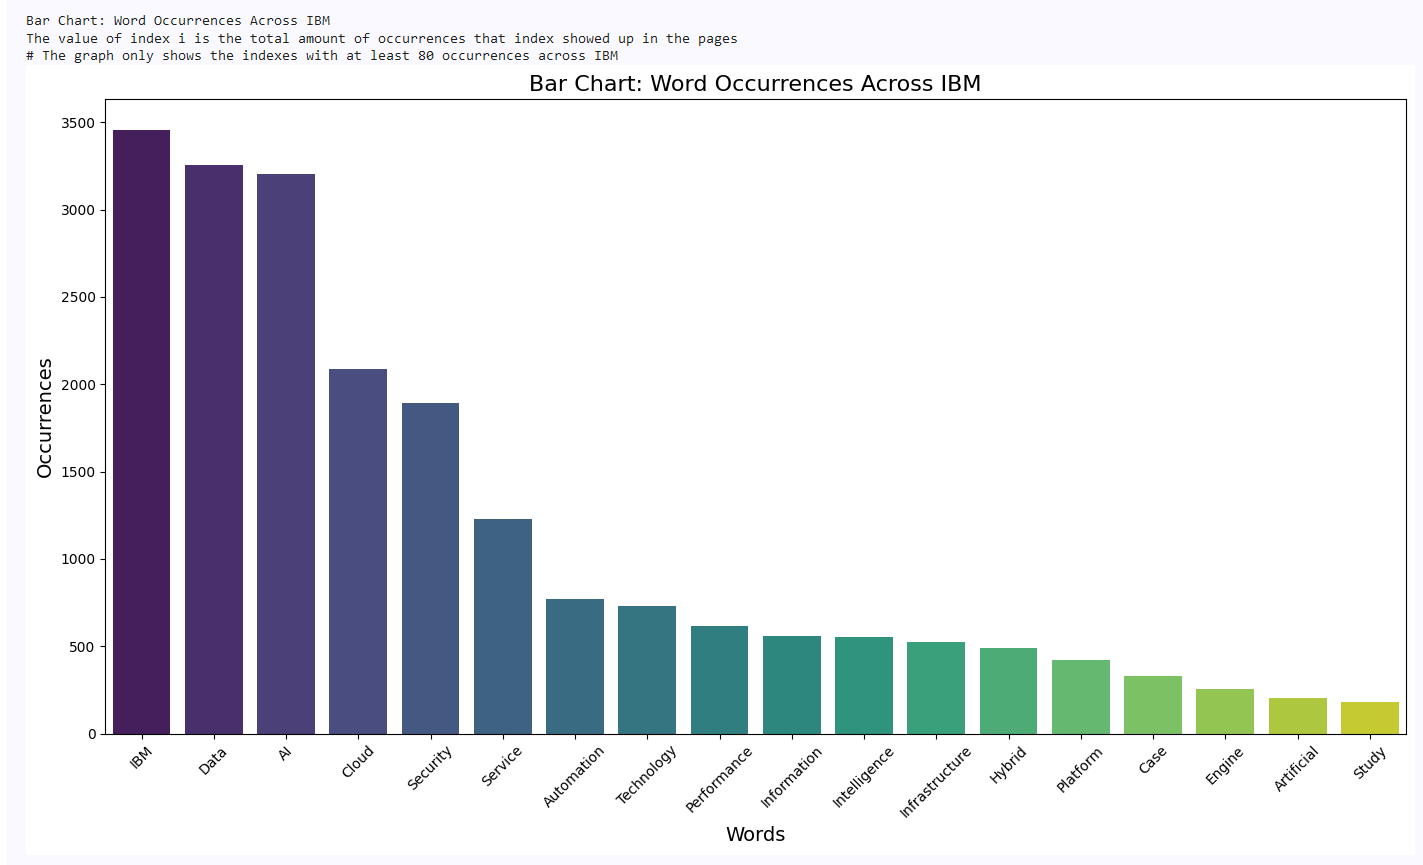 Bar Chart: Word Occurrences Across IBM
The value of index i is the total amount of occurrences that index showed up in the pages
# The graph only shows the indexes with at least 80 occurrences across IBM
Bar Chart: Word Occurrences Across IBM
3500
3000
2500
2000
1500
1000
500
0
Occurrences
IBM
Data
AI
Cloud
Security
Service
Automation
Technology
Performance
Information
Intelligence
Infrastructure
Hybrid
Platform
Case
Engine
Artificial
Study
Words